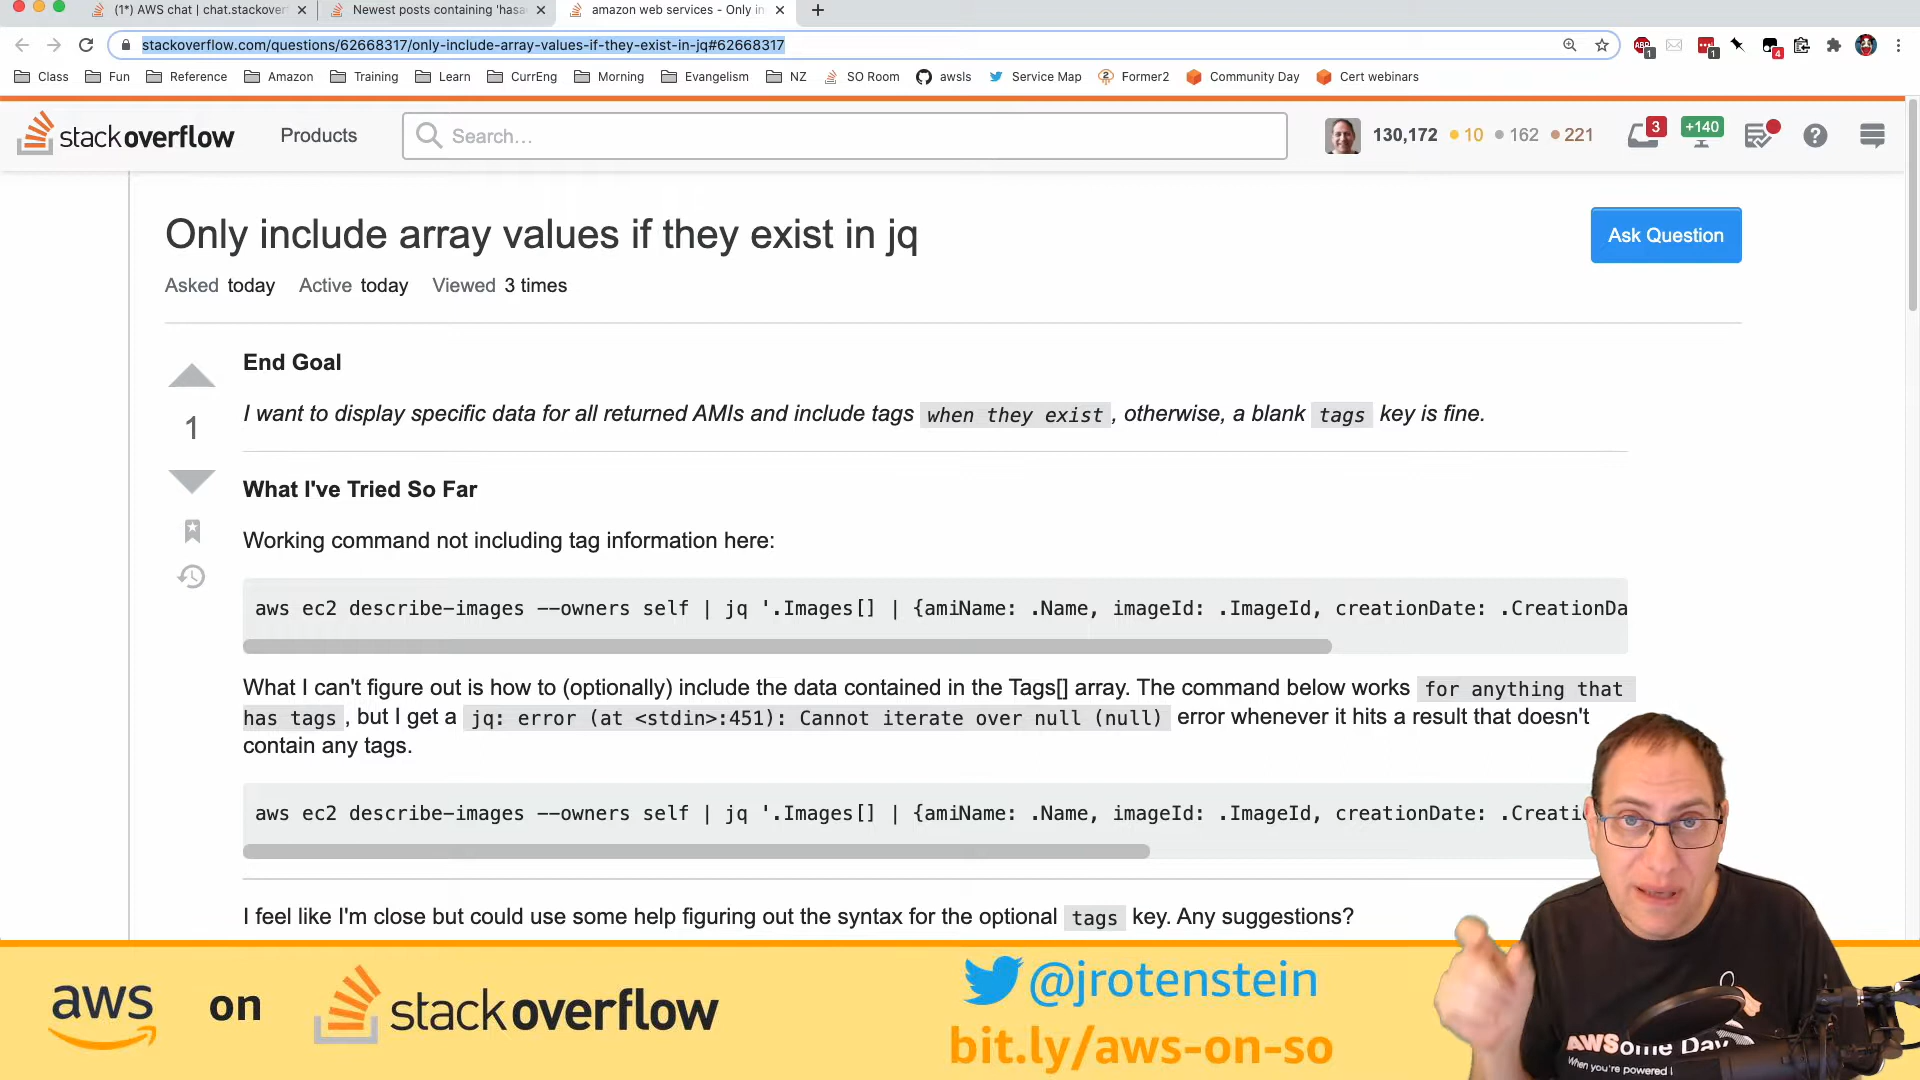 (1*) AWS chat | chat.stackover
Newest posts containing 'hasa
amazon web services - Only in
stackoverflow.com/questions/62668317/only-include-array-values-if-they-exist-in-jq#62668317
ABP 1 1 4
Class Fun Reference Amazon Training Learn CurrEng Morning Evangelism NZ SO Room awsls Service Map Former2 Community Day Cert webinars
stackoverflow Products Search... 130,172 10 162 221 3 +140 ?
Only include array values if they exist in jq
Ask Question
Asked today Active today Viewed 3 times
End Goal
I want to display specific data for all returned AMIs and include tags when they exist, otherwise, a blank tags key is fine.
1
What I've Tried So Far
Working command not including tag information here:
aws ec2 describe-images --owners self | jq '.Images[] | {amiName: .Name, imageId: .ImageId, creationDate: .CreationDa
What I can't figure out is how to (optionally) include the data contained in the Tags[] array. The command below works for anything that
has tags, but I get a jq: error (at <stdin>:451): Cannot iterate over null (null) error whenever it hits a result that doesn't
contain any tags.
aws ec2 describe-images --owners self | jq '.Images[] | {amiName: .Name, imageId: .ImageId, creationDate: .Creati
I feel like I'm close but could use some help figuring out the syntax for the optional tags key. Any suggestions?
aws on stackoverflow
@jrotenstein
bit.ly/aws-on-so
AWSome Day
When you're powered